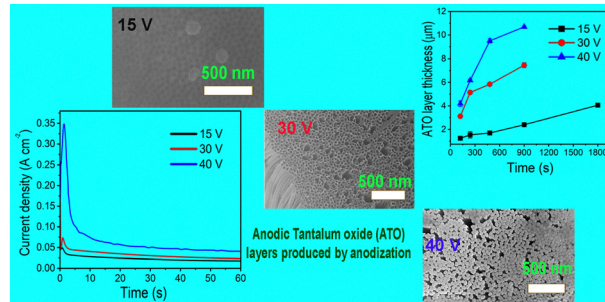 15 V
500 nm
ATO layer thickness (μm)
12
10
8
6
4
2
15 V
30 V
40 V
0
300
600
900
1200
1500
1800
Time (s)
Current density (A cm⁻²)
0.35
0.30
0.25
0.20
0.15
0.10
0.05
0.00
15 V
30 V
40 V
0
10
20
30
40
50
60
Time (s)
30 V
500 nm
Anodic Tantalum oxide (ATO)
layers produced by anodization
40 V
500 nm